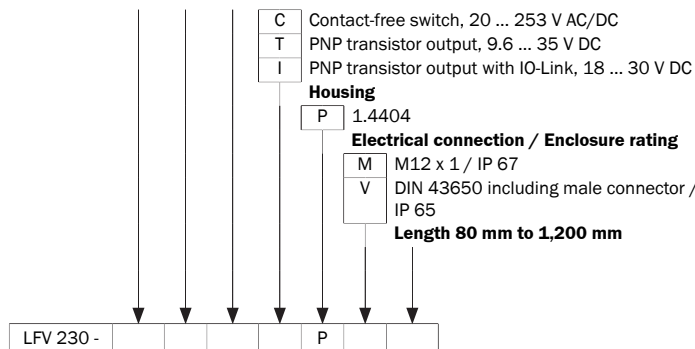 C Contact-free switch, 20 ... 253 V AC/DC
T PNP transistor output, 9.6 ... 35 V DC
I PNP transistor output with IO-Link, 18 ... 30 V DC
Housing
P 1.4404
Electrical connection / Enclosure rating
M M12 x 1 / IP 67
V DIN 43650 including male connector /
IP 65
Length 80 mm to 1,200 mm
LFV 230 - P